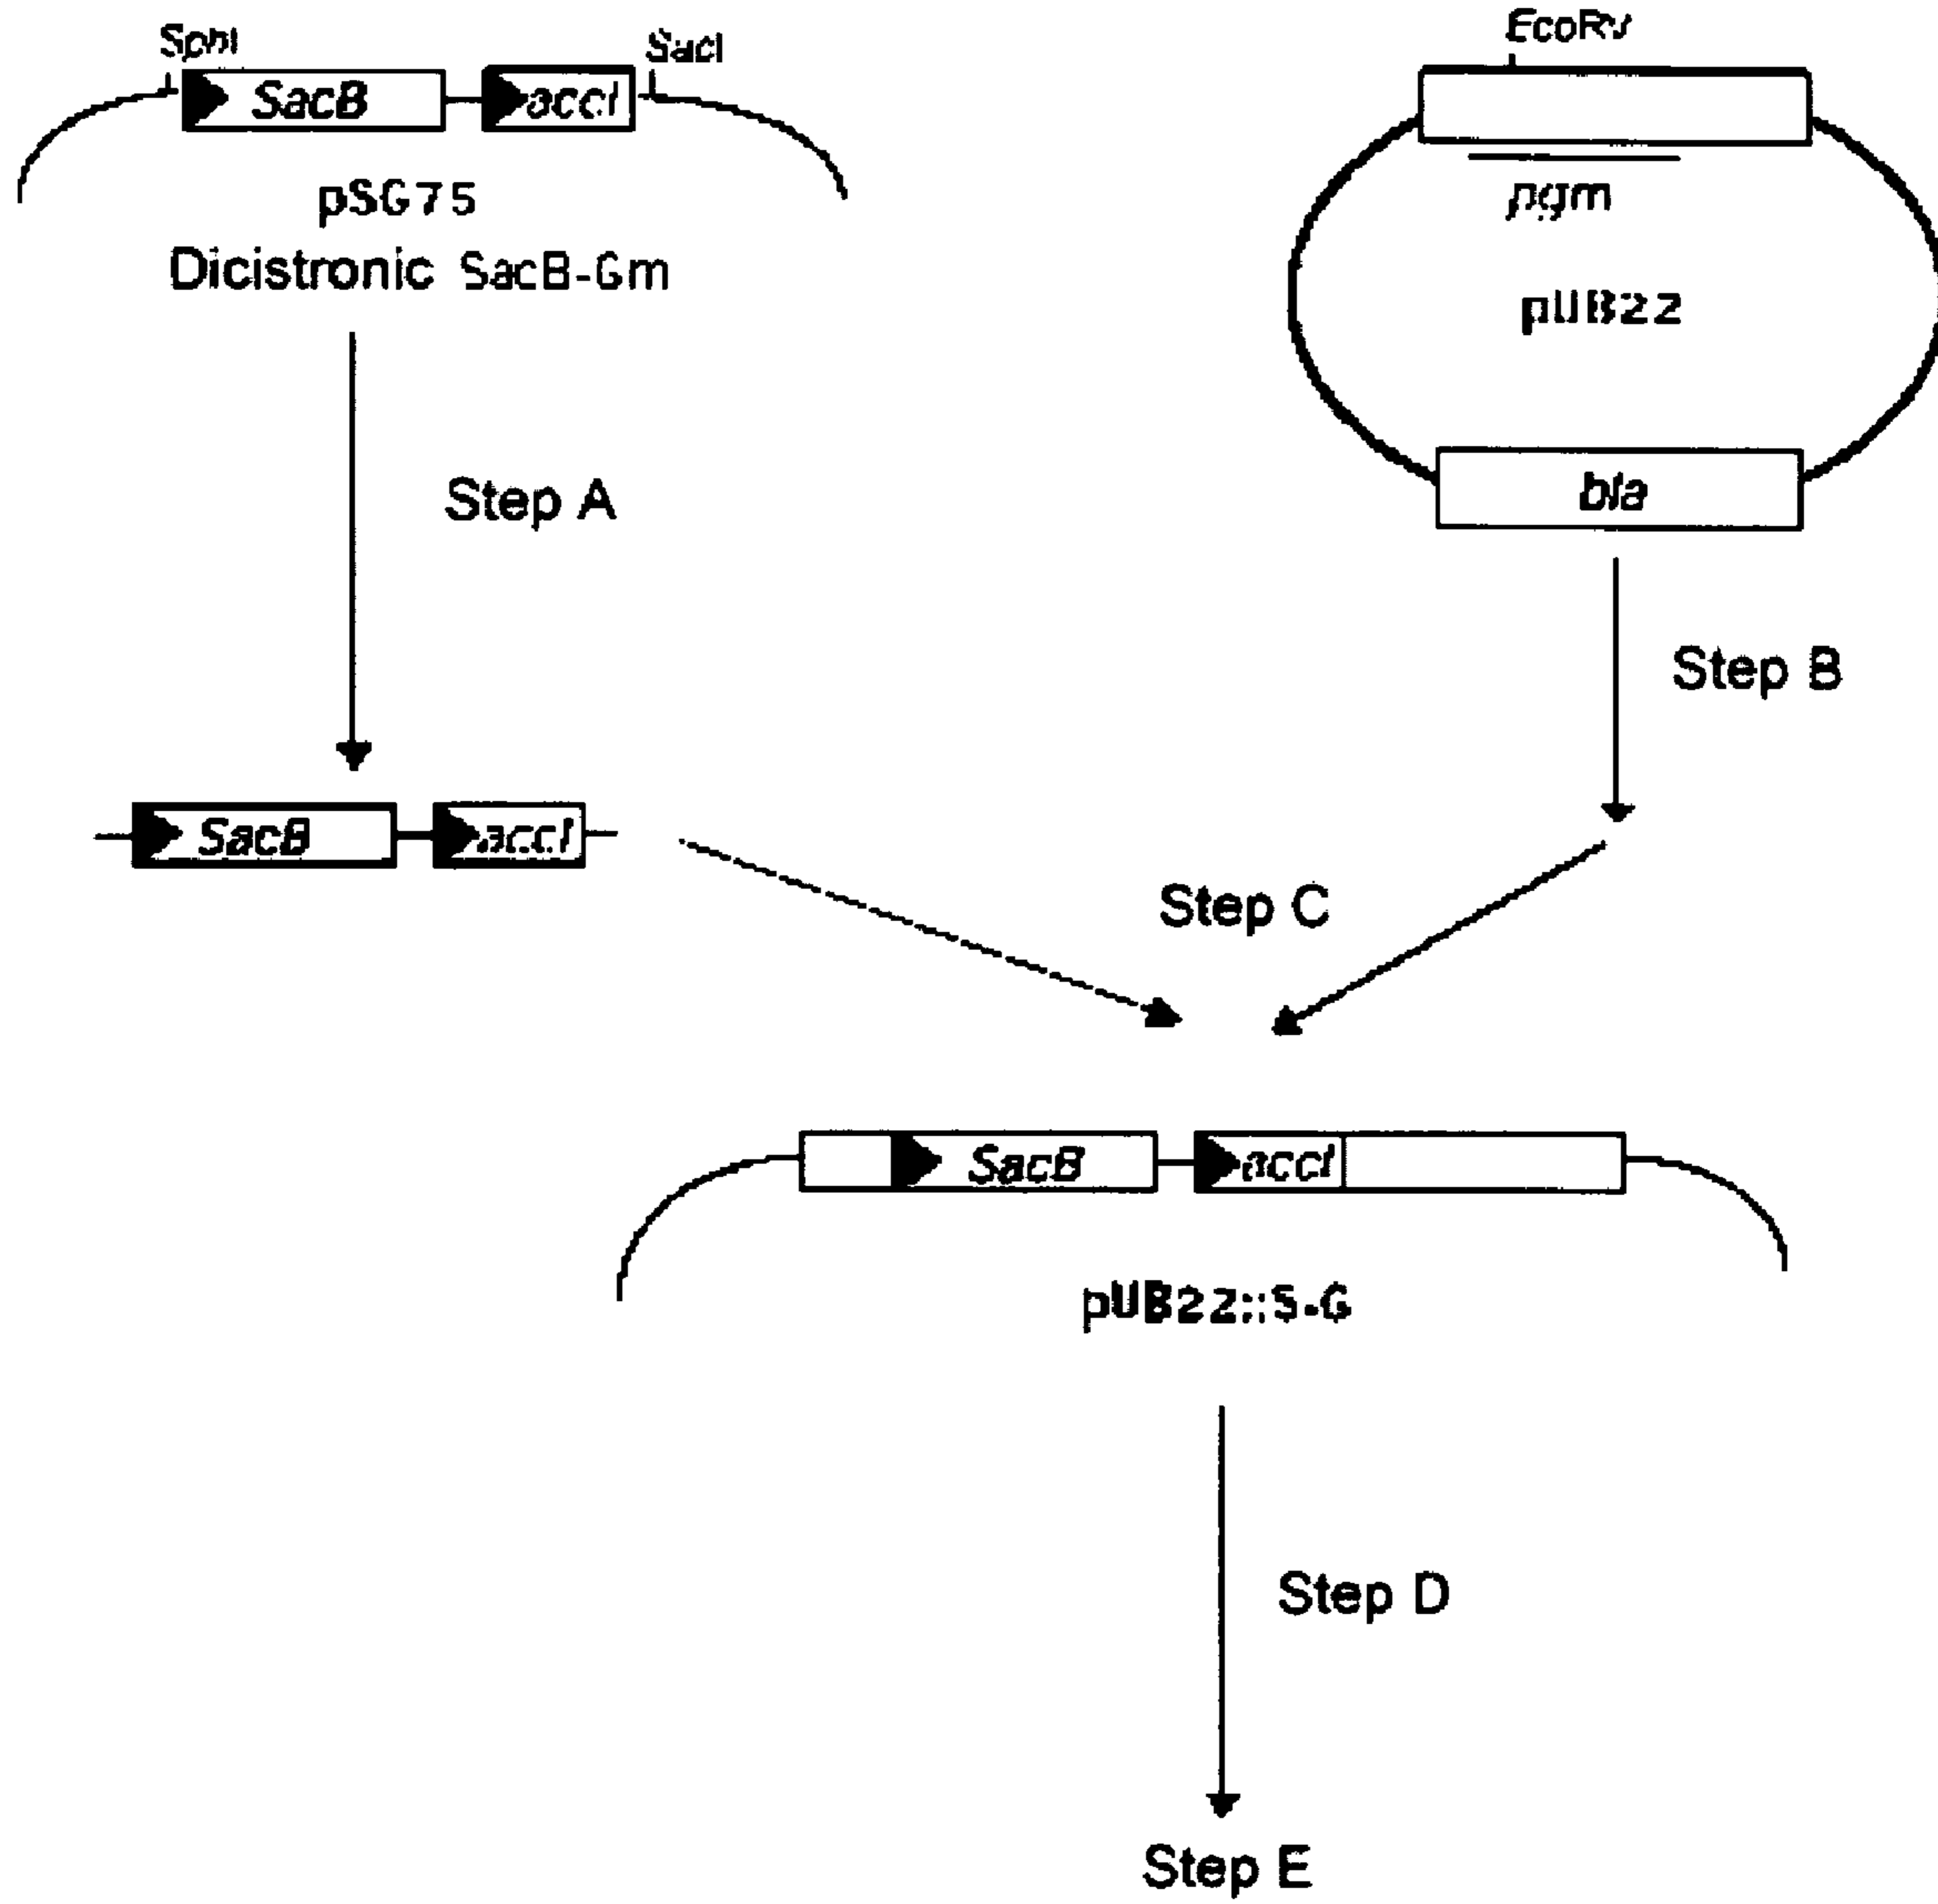 SphI
SacI
EcoRV
SacB
accI
pSG75
Dicistronic SacB-Gm
pgm
pUB22
bla
Step A
Step B
SacB
accI
Step C
SacB
accI
pUB22::S-G
Step D
Step E